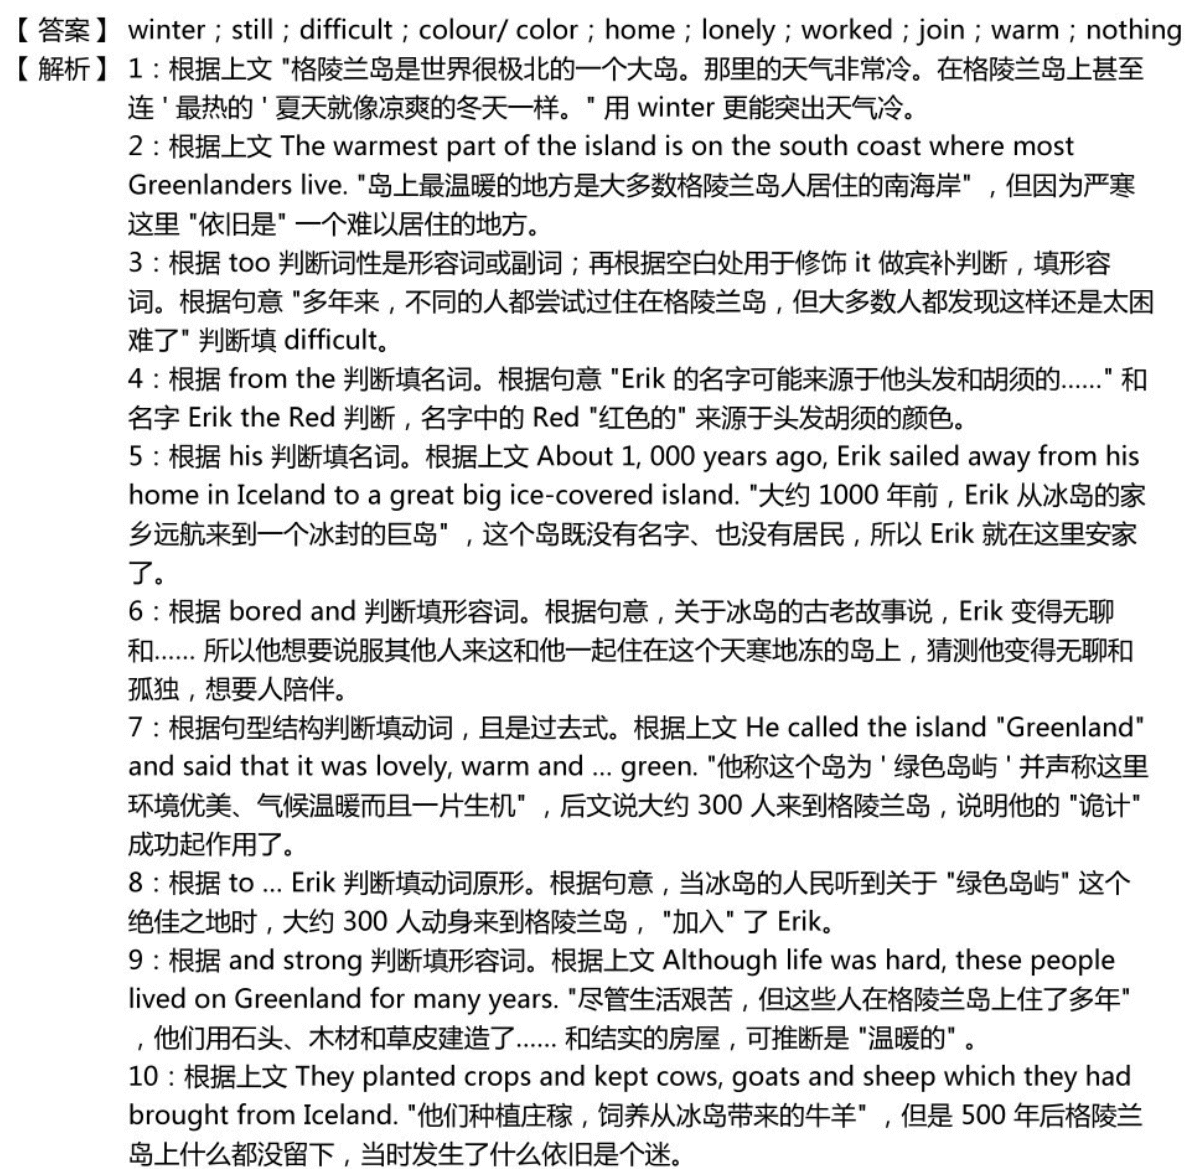 【 答案 】 winter；still；difficult；colour/ color；home；lonely；worked；join；warm；nothing
【 解析 】 1：根据上文 "格陵兰岛是世界很极北的一个大岛。那里的天气非常冷。在格陵兰岛上甚至
连 ' 最热的 ' 夏天就像凉爽的冬天一样。" 用 winter 更能突出天气冷。
2：根据上文 The warmest part of the island is on the south coast where most
Greenlanders live. "岛上最温暖的地方是大多数格陵兰岛人居住的南海岸" ，但因为严寒
这里 "依旧是" 一个难以居住的地方。
3：根据 too 判断词性是形容词或副词；再根据空白处用于修饰 it 做宾补判断，填形容
词。根据句意 "多年来，不同的人都尝试过住在格陵兰岛，但大多数人都发现这样还是太困
难了" 判断填 difficult。
4：根据 from the 判断填名词。根据句意 "Erik 的名字可能来源于他头发和胡须的......" 和
名字 Erik the Red 判断，名字中的 Red "红色的" 来源于头发胡须的颜色。
5：根据 his 判断填名词。根据上文 About 1, 000 years ago, Erik sailed away from his
home in Iceland to a great big ice-covered island. "大约 1000 年前，Erik 从冰岛的家
乡远航来到一个冰封的巨岛" ，这个岛既没有名字、也没有居民，所以 Erik 就在这里安家
了。
6：根据 bored and 判断填形容词。根据句意，关于冰岛的古老故事说，Erik 变得无聊
和...... 所以他想要说服其他人来这和他一起住在这个天寒地冻的岛上，猜测他变得无聊和
孤独，想要人陪伴。
7：根据句型结构判断填动词，且是过去式。根据上文 He called the island "Greenland"
and said that it was lovely, warm and ... green. "他称这个岛为 ' 绿色岛屿 ' 并声称这里
环境优美、气候温暖而且一片生机" ，后文说大约 300 人来到格陵兰岛，说明他的 "诡计"
成功起作用了。
8：根据 to ... Erik 判断填动词原形。根据句意，当冰岛的人民听到关于 "绿色岛屿" 这个
绝佳之地时，大约 300 人动身来到格陵兰岛， "加入" 了 Erik。
9：根据 and strong 判断填形容词。根据上文 Although life was hard, these people
lived on Greenland for many years. "尽管生活艰苦，但这些人在格陵兰岛上住了多年"
，他们用石头、木材和草皮建造了...... 和结实的房屋，可推断是 "温暖的" 。
10：根据上文 They planted crops and kept cows, goats and sheep which they had
brought from Iceland. "他们种植庄稼，饲养从冰岛带来的牛羊" ，但是 500 年后格陵兰
岛上什么都没留下，当时发生了什么依旧是个迷。